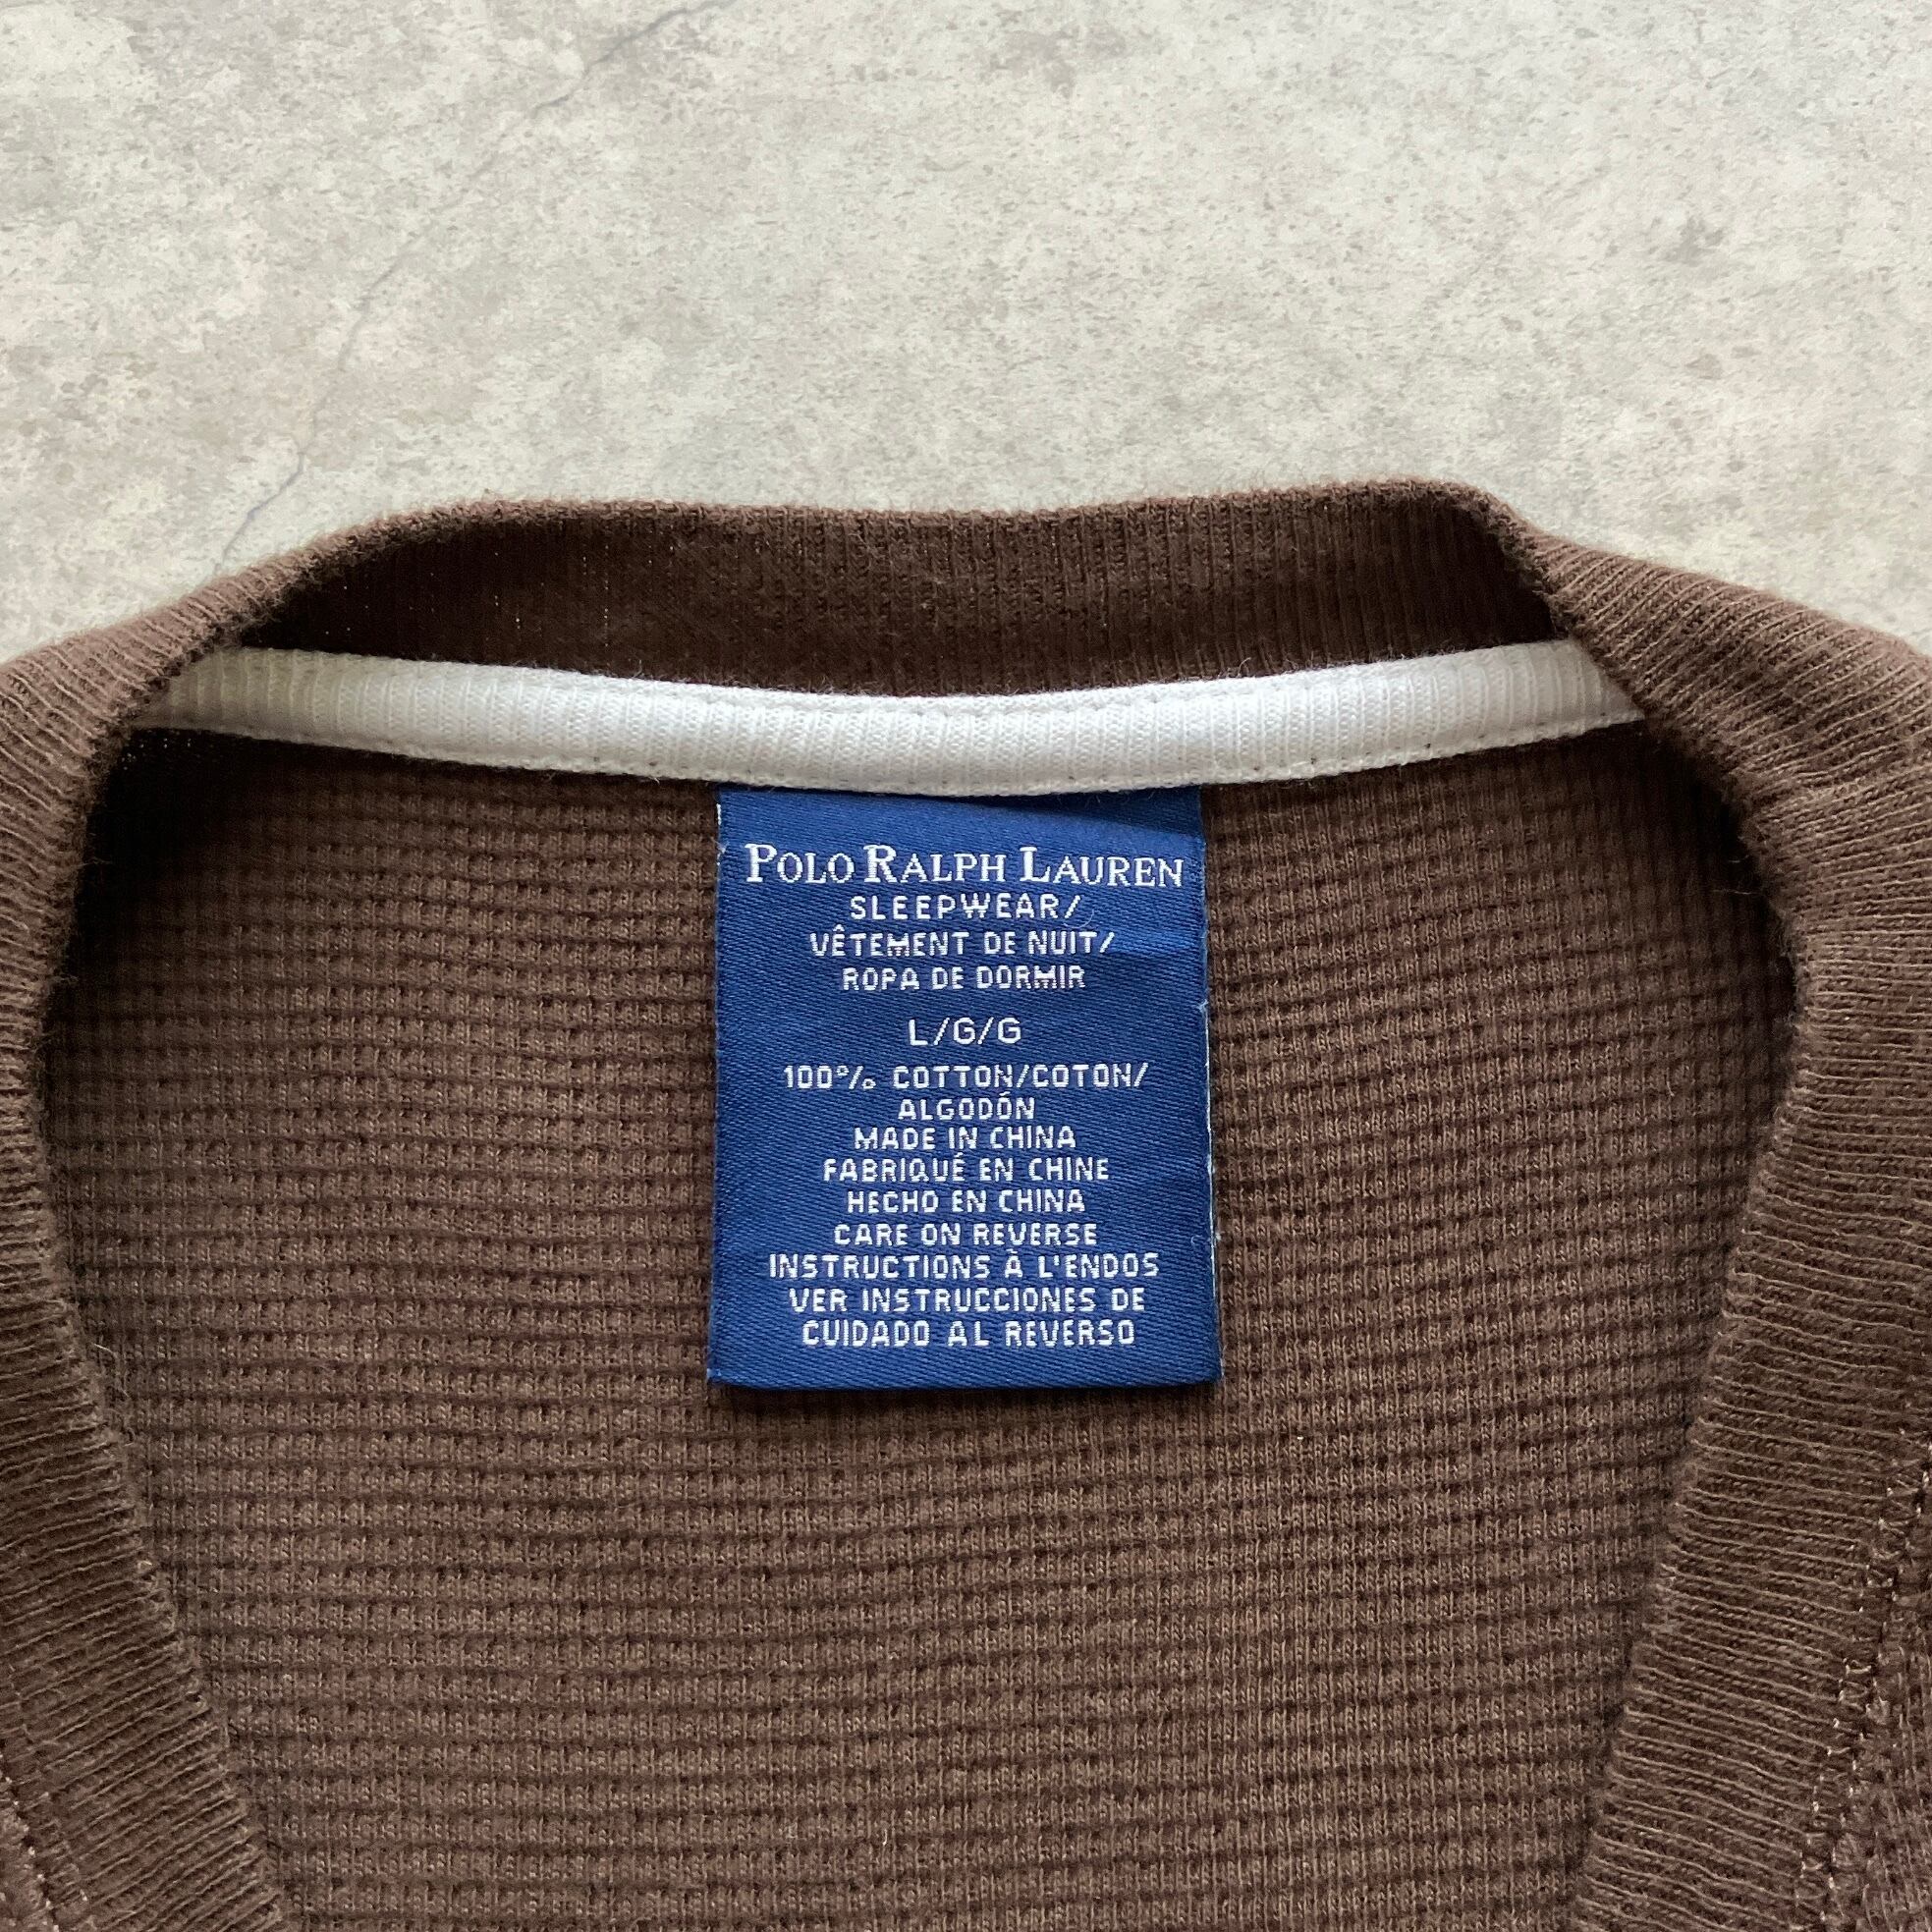 POLO RALPH LAUREN
SLEEPWEAR/
VÊTEMENT DE NUIT/
ROPA DE DORMIR
L/G/G
100% COTTON/COTON/
ALGODÓN
MADE IN CHINA
FABRIQUÉ EN CHINE
HECHO EN CHINA
CARE ON REVERSE
INSTRUCTIONS À L'ENDOS
VER INSTRUCCIONES DE
CUIDADO AL REVERSO